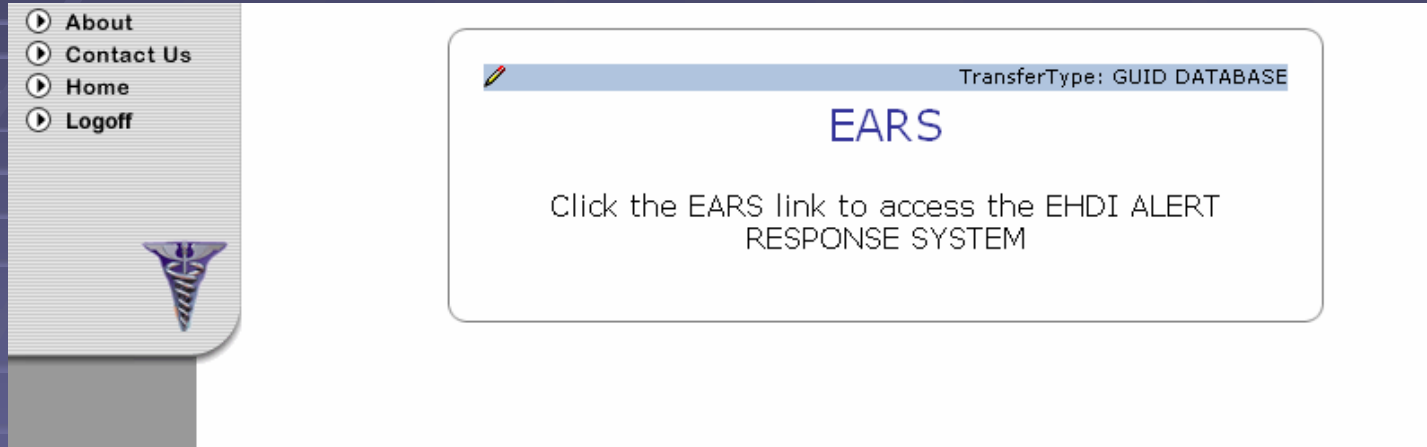 About
Contact Us
Home
Logoff
TransferType: GUID DATABASE
EARS
Click the EARS link to access the EHDI ALERT
RESPONSE SYSTEM